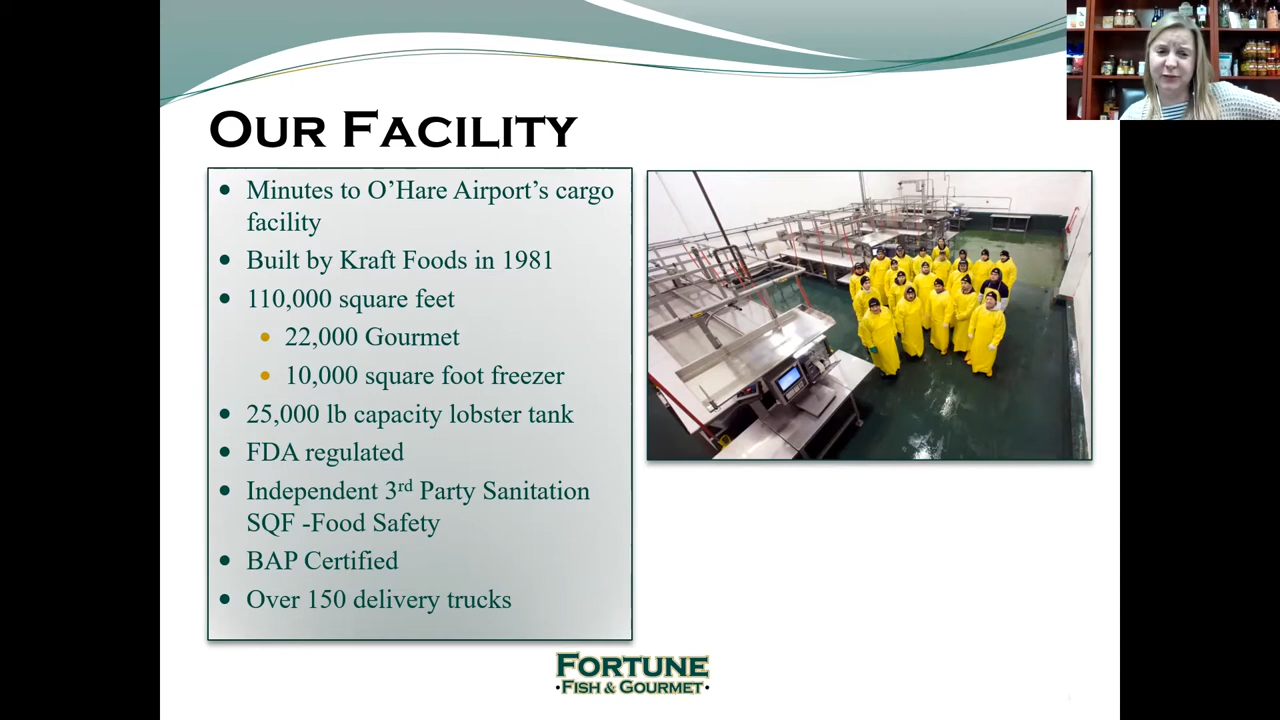 OUR FACILITY
• Minutes to O’Hare Airport’s cargo
facility
• Built by Kraft Foods in 1981
• 110,000 square feet
• 22,000 Gourmet
• 10,000 square foot freezer
• 25,000 lb capacity lobster tank
• FDA regulated
• Independent 3rd Party Sanitation
SQF -Food Safety
• BAP Certified
• Over 150 delivery trucks
FORTUNE
•FISH & GOURMET•